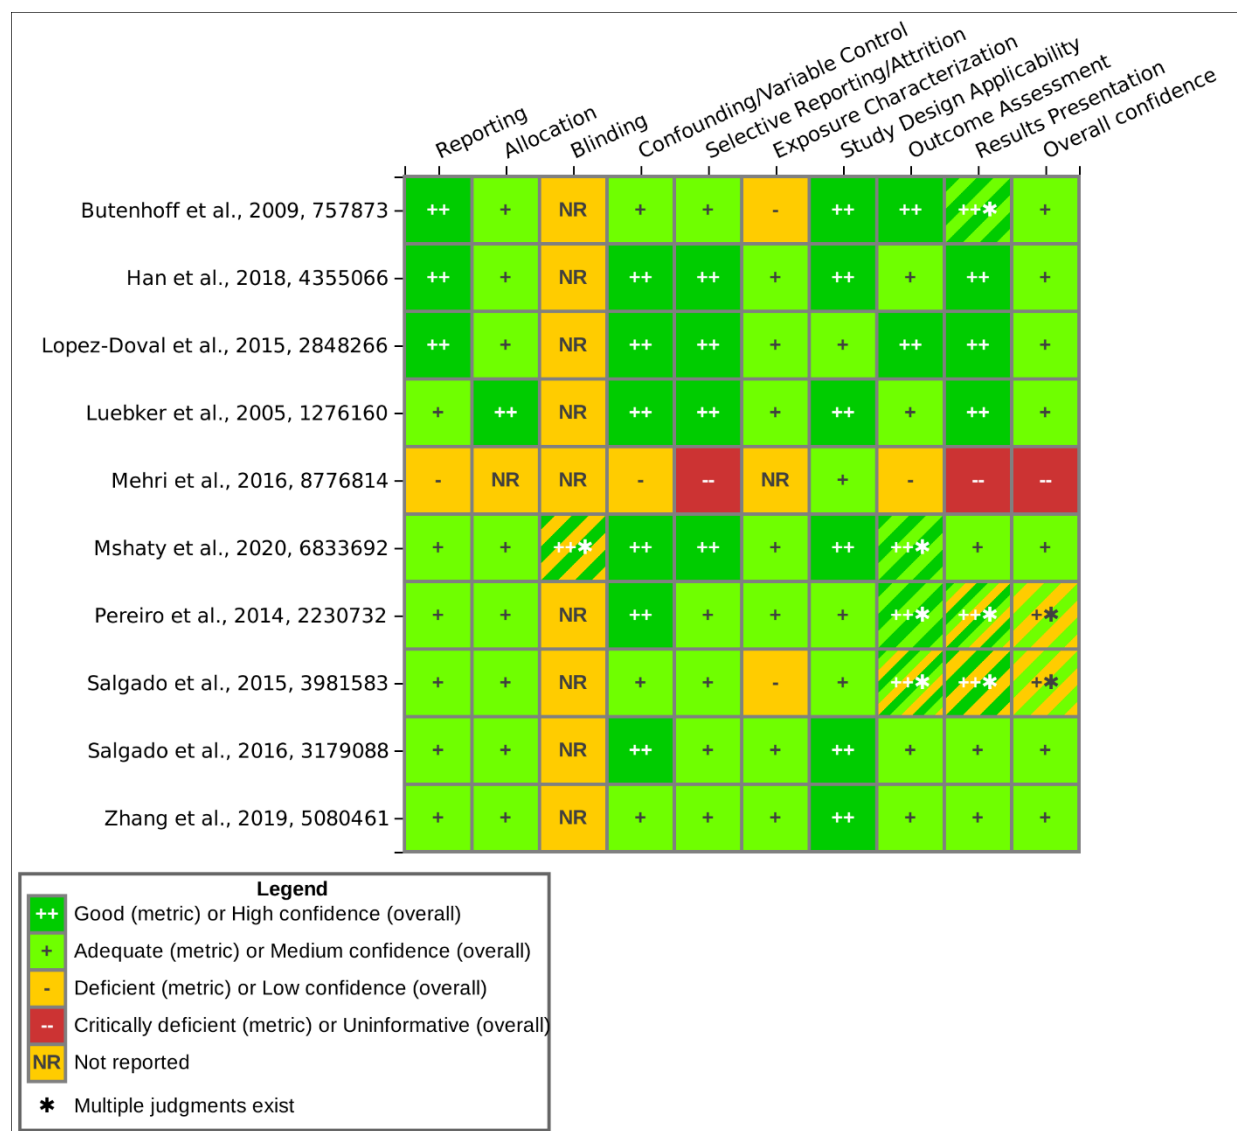 Reporting
Allocation
Blinding
Confounding/Variable Control
Selective Reporting/Attrition
Exposure Characterization
Study Design Applicability
Outcome Assessment
Results Presentation
Overall confidence
Butenhoff et al., 2009, 757873 ++ + NR + + - ++ ++ ++✱ +
Han et al., 2018, 4355066 ++ + NR ++ ++ + ++ + ++ +
Lopez-Doval et al., 2015, 2848266 ++ + NR ++ ++ + + ++ ++ +
Luebker et al., 2005, 1276160 + ++ NR ++ ++ + ++ + ++ +
Mehri et al., 2016, 8776814 - NR NR - -- NR + - -- --
Mshaty et al., 2020, 6833692 + + ++✱ ++ ++ + ++ ++✱ + +
Pereiro et al., 2014, 2230732 + + NR ++ + + + ++✱ ++✱ +✱
Salgado et al., 2015, 3981583 + + NR + + - + ++✱ ++✱ +✱
Salgado et al., 2016, 3179088 + + NR ++ + + ++ + + +
Zhang et al., 2019, 5080461 + + NR + + + ++ + + +
Legend
++ Good (metric) or High confidence (overall)
+ Adequate (metric) or Medium confidence (overall)
- Deficient (metric) or Low confidence (overall)
-- Critically deficient (metric) or Uninformative (overall)
NR Not reported
✱ Multiple judgments exist